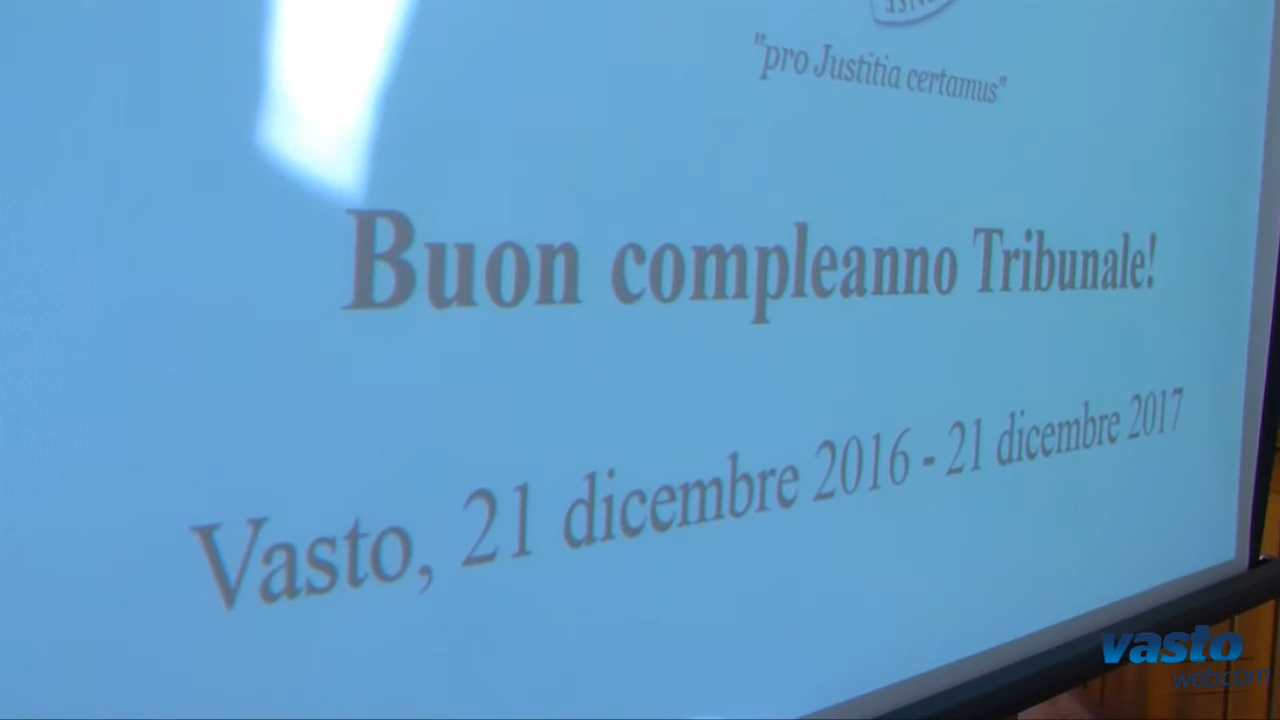 "pro Justitia certamus"
Buon compleanno Tribunale!
Vasto, 21 dicembre 2016 - 21 dicembre 2017
vasto
web.com